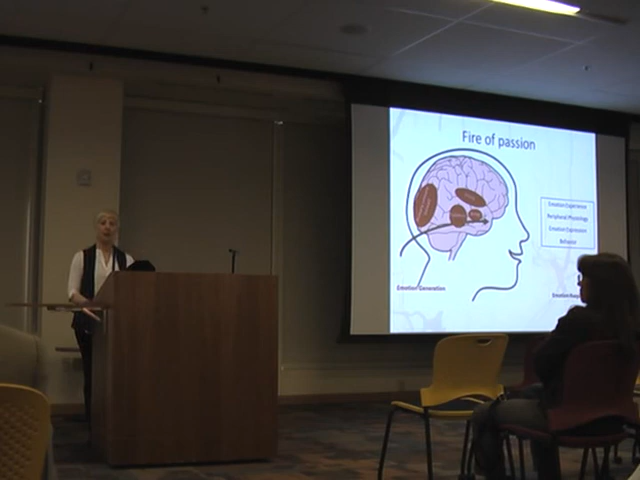 Fire of passion
Emotion Experience
Peripheral Physiology
Emotion Expression
Behavior
Emotion Generation